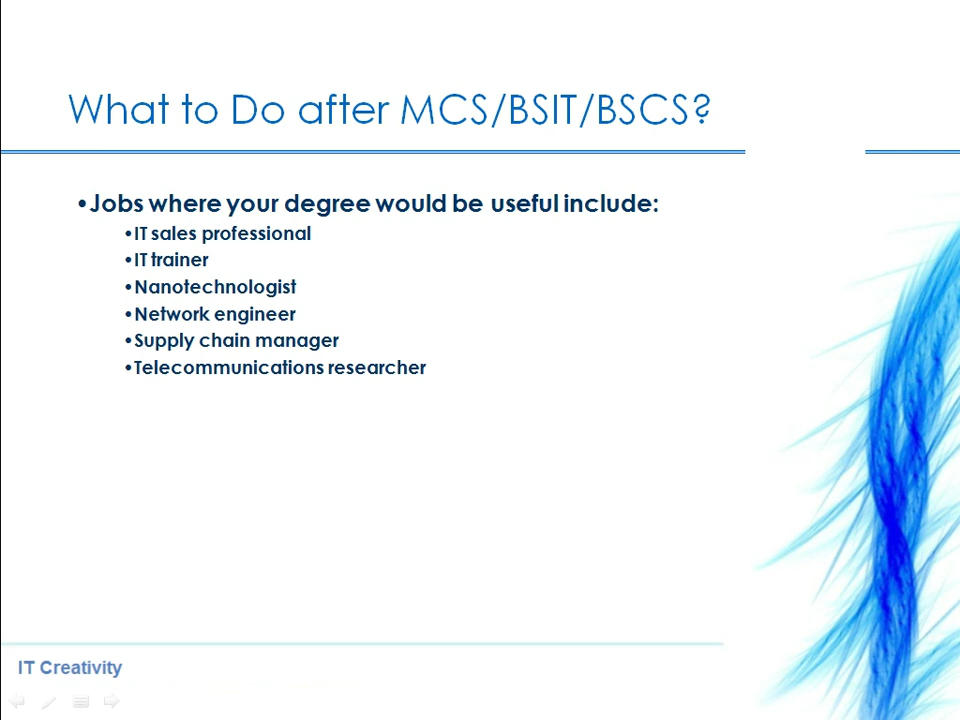 What to Do after MCS/BSIT/BSCS?
•Jobs where your degree would be useful include:
•IT sales professional
•IT trainer
•Nanotechnologist
•Network engineer
•Supply chain manager
•Telecommunications researcher
IT Creativity